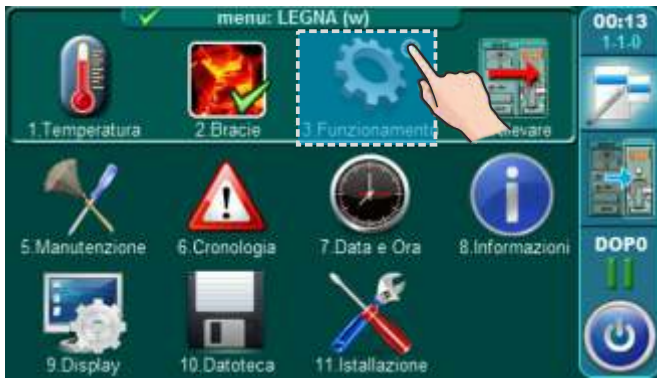 menu: LEGNA (w)
00:13
1-1-0
1.Temperatura
2.Bracie
3.Funzionamento
5.Manutenzione
6.Cronologia
7.Data e Ora
8.Informazioni
DOPO
9.Display
10.Datoteca
11.Istallazione